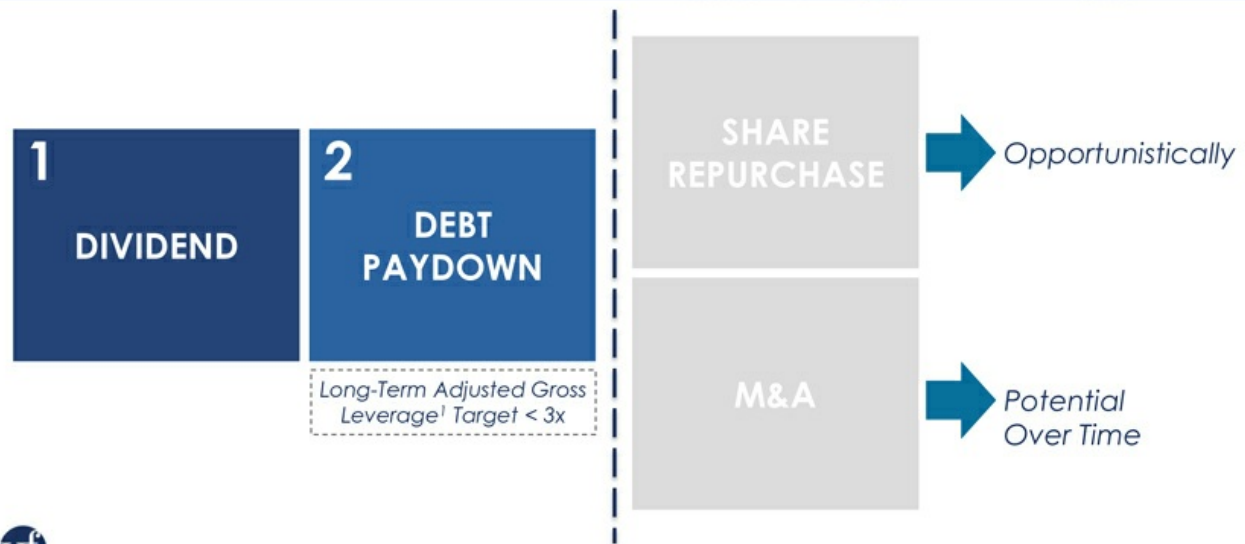 1
DIVIDEND
2
DEBT
PAYDOWN
Long-Term Adjusted Gross
Leverage¹ Target < 3x
SHARE
REPURCHASE
Opportunistically
M&A
Potential
Over Time